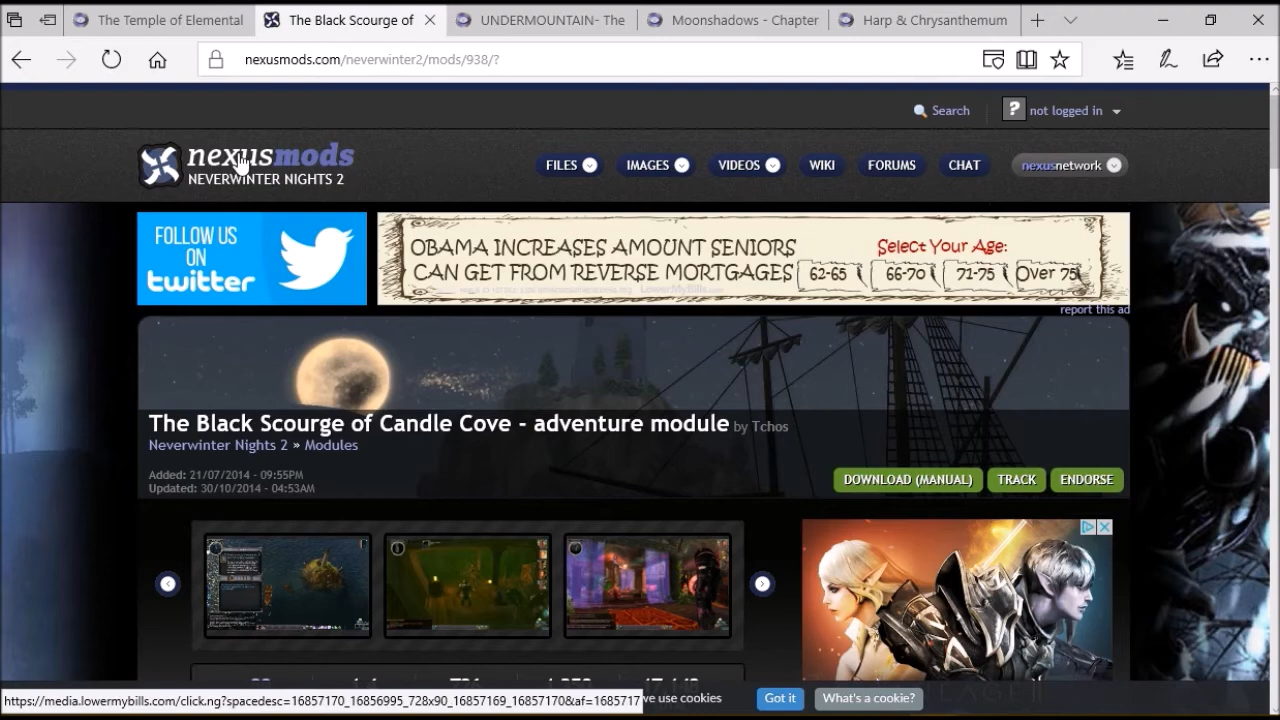 The Temple of Elemental
The Black Scourge of
UNDERMOUNTAIN- The
Moonshadows - Chapter
Harp & Chrysanthemum
nexusmods.com/neverwinter2/mods/938/?
Search
? not logged in
nexusmods
NEVERWINTER NIGHTS 2
FILES
IMAGES
VIDEOS
WIKI
FORUMS
CHAT
nexusnetwork
FOLLOW US
ON
twitter
OBAMA INCREASES AMOUNT SENIORS
CAN GET FROM REVERSE MORTGAGES
Select Your Age:
62-65
66-70
71-75
Over 75
report this ad
The Black Scourge of Candle Cove - adventure module by Tchos
Neverwinter Nights 2 » Modules
Added: 21/07/2014 - 09:55PM
Updated: 30/10/2014 - 04:53AM
DOWNLOAD (MANUAL)
TRACK
ENDORSE
https://media.lowermybills.com/click.ng?spacedesc=16857170_16856995_728x90_16857169_16857170&af=1685717
we use cookies
Got it
What's a cookie?